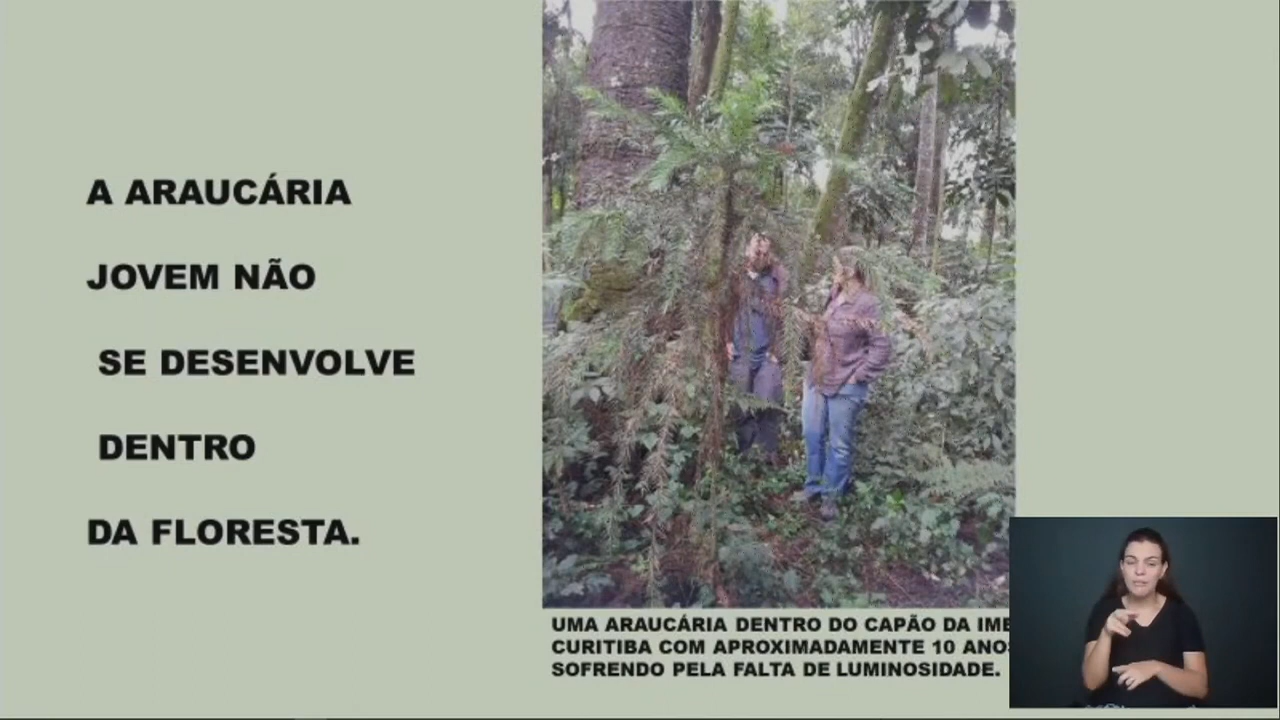 A ARAUCÁRIA
JOVEM NÃO
SE DESENVOLVE
DENTRO
DA FLORESTA.
UMA ARAUCÁRIA DENTRO DO CAPÃO DA
CURITIBA COM APROXIMADAMENTE 10
SOFRENDO PELA FALTA DE LUMINOSIDADE.